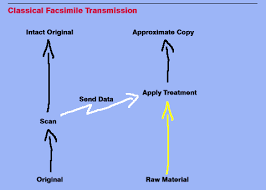 Classical Facsimile Transmission
Intact Original
Approximate Copy
Send Data
Apply Treatment
Scan
Original
Raw Material